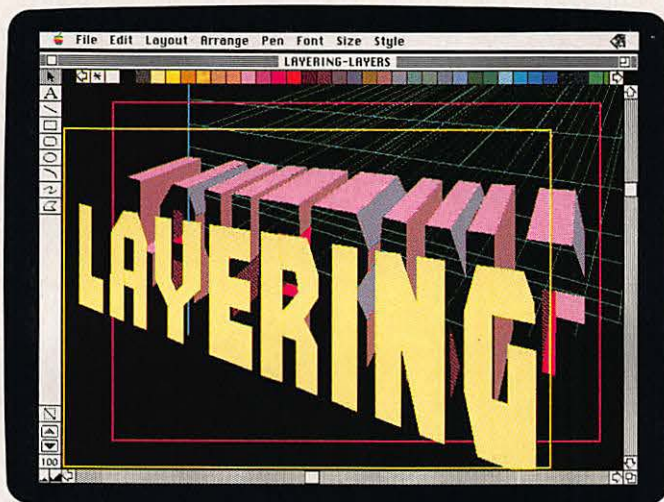 File Edit Layout Arrange Pen Font Size Style
LAYERING-LAYERS
A
100
LAYERING